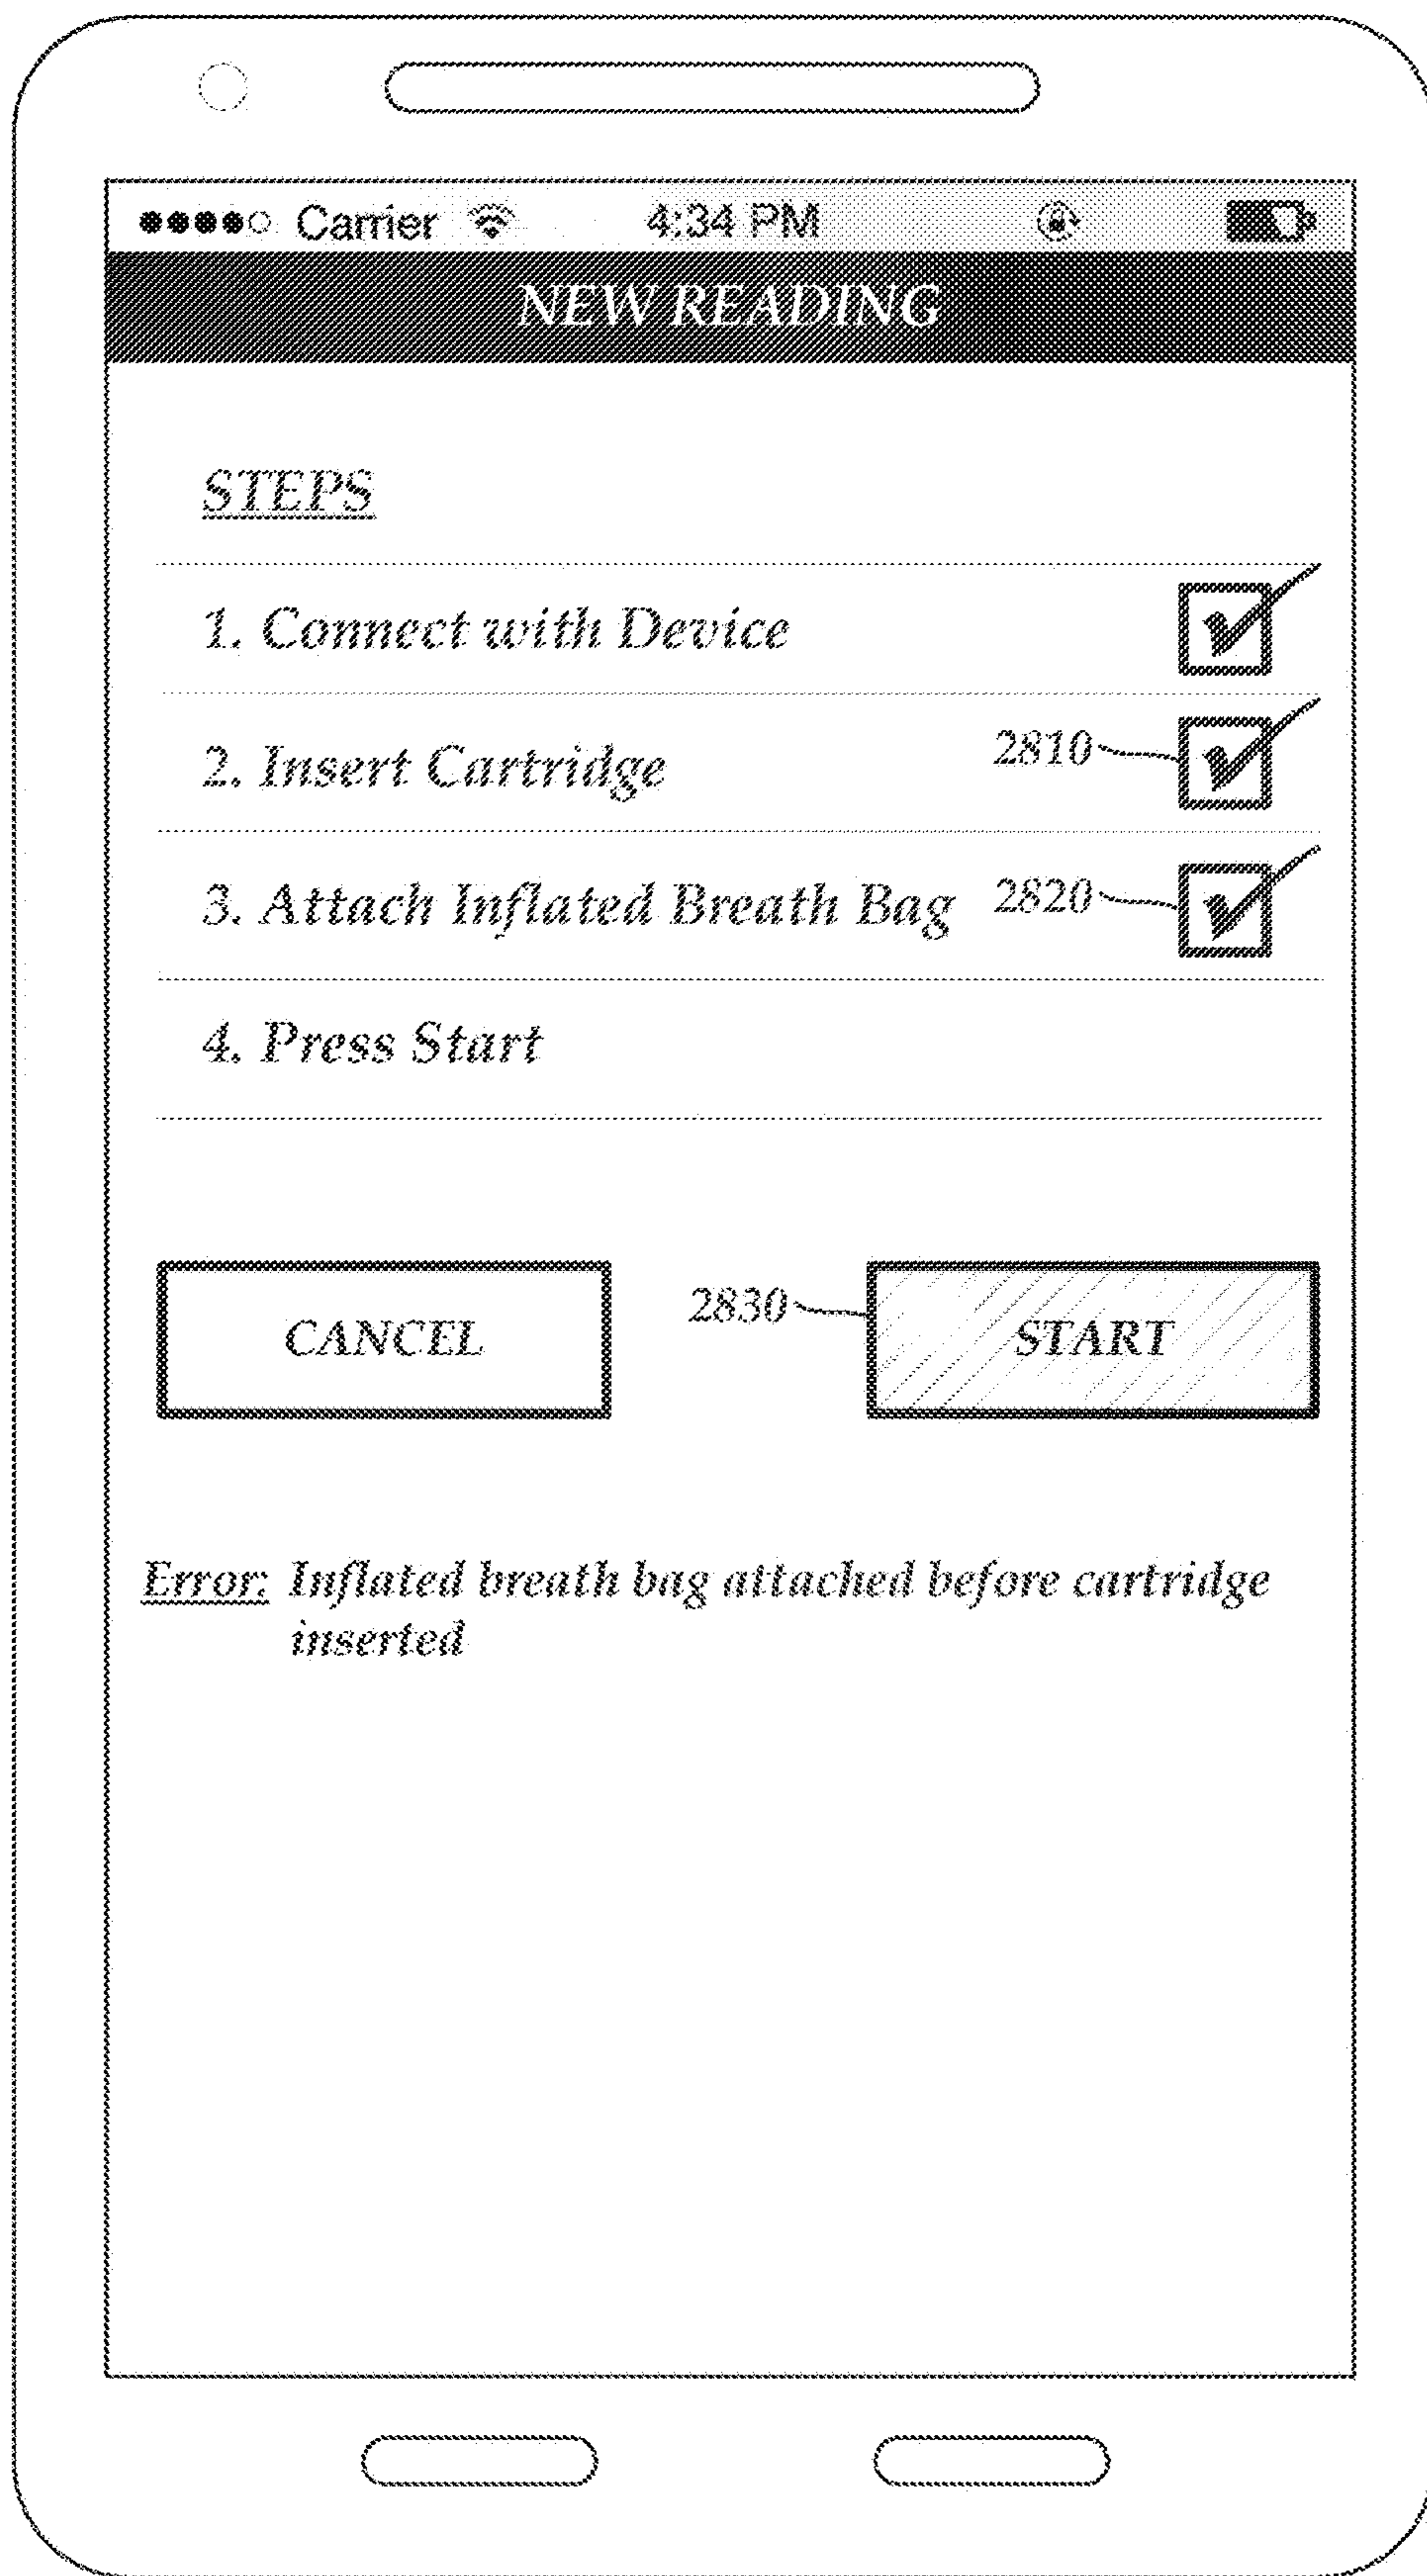 Carrier 4:34 PM
NEW READING
STEPS
1. Connect with Device
2. Insert Cartridge 2810
3. Attach Inflated Breath Bag 2820
4. Press Start
CANCEL 2830 START
Error: Inflated breath bag attached before cartridge
inserted